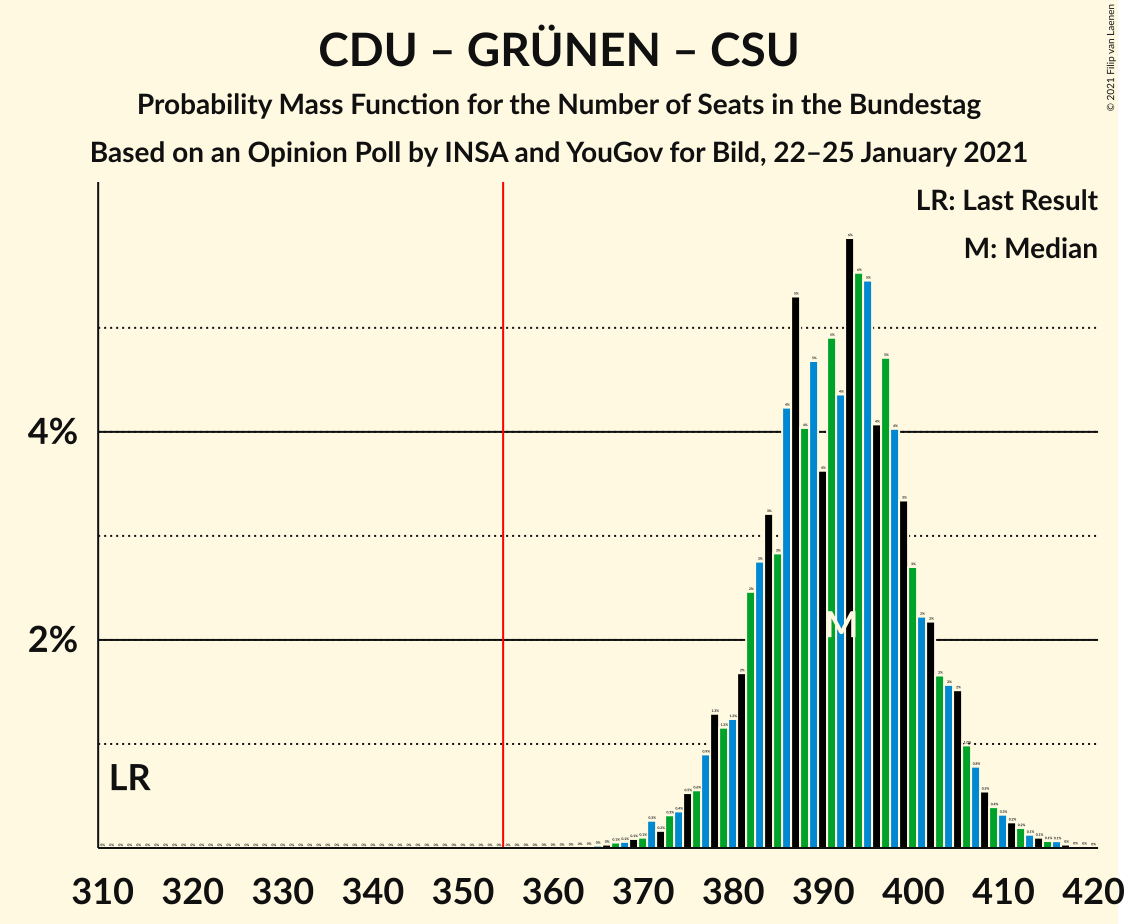 CDU – GRÜNEN – CSU
Probability Mass Function for the Number of Seats in the Bundestag
Based on an Opinion Poll by INSA and YouGov for Bild, 22–25 January 2021
© 2021 Filip van Laenen
LR: Last Result
M: Median
4%
2%
M
LR
310 320 330 340 350 360 370 380 390 400 410 420